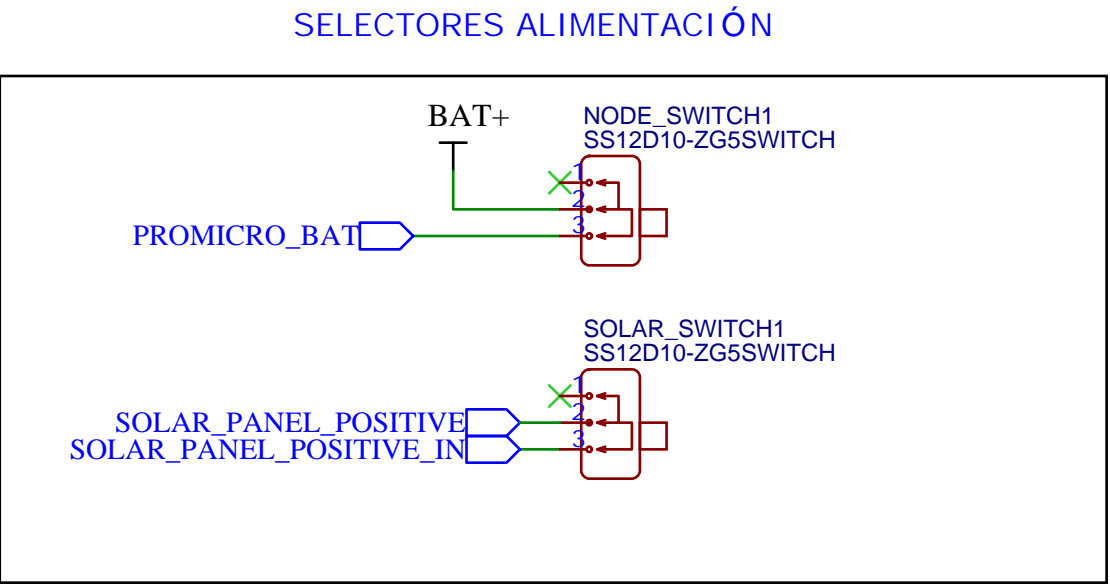 SELECTORES ALIMENTACIÓN
BAT+
NODE_SWITCH1
SS12D10-ZG5SWITCH
1
2
3
PROMICRO_BAT
SOLAR_SWITCH1
SS12D10-ZG5SWITCH
1
2
3
SOLAR_PANEL_POSITIVE
SOLAR_PANEL_POSITIVE_IN